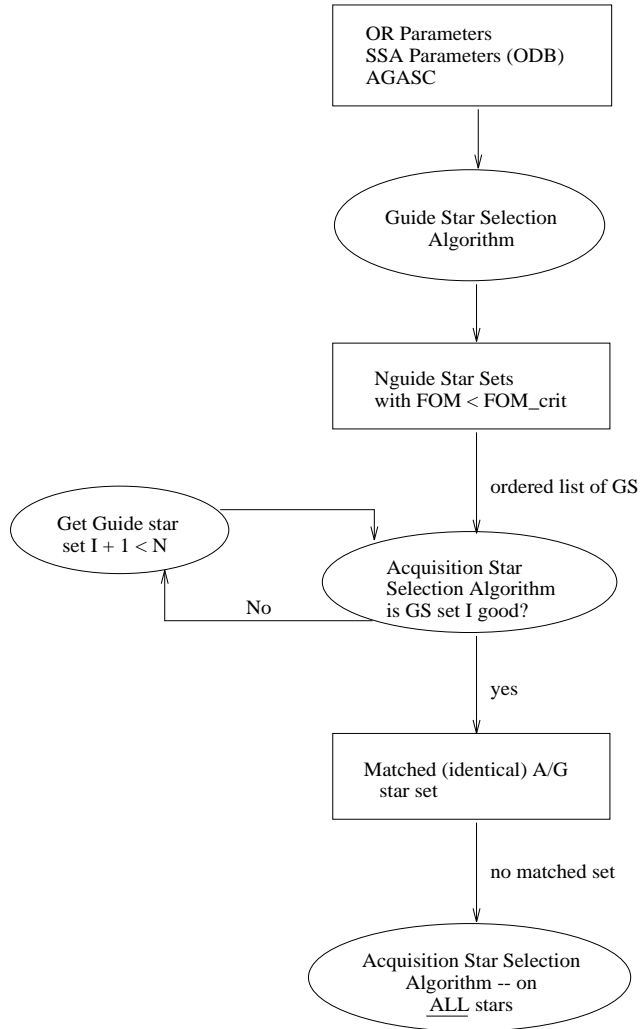 OR Parameters
SSA Parameters (ODB)
AGASC
Guide Star Selection
Algorithm
Nguide Star Sets
with FOM < FOM_crit
ordered list of GS
Get Guide star
set I + 1 < N
Acquisition Star
Selection Algorithm
is GS set I good?
No
yes
Matched (identical) A/G
star set
no matched set
Acquisition Star Selection
Algorithm -- on
ALL stars